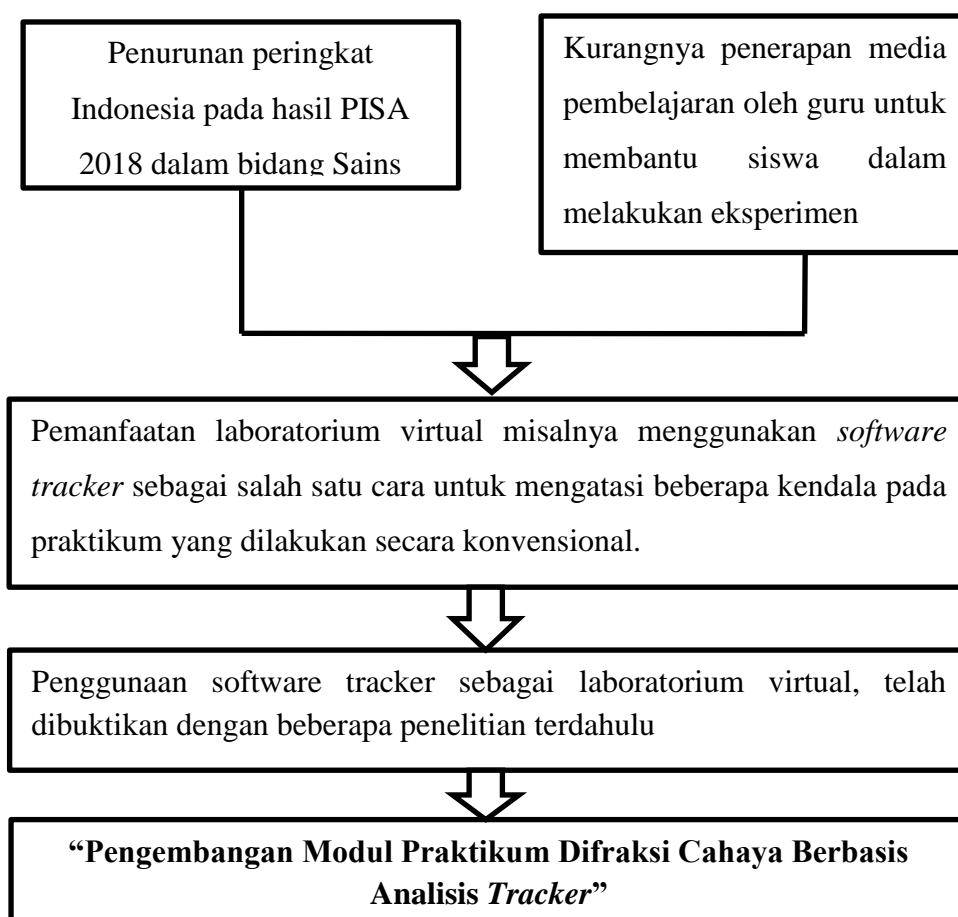 Penurunan peringkat
Indonesia pada hasil PISA
2018 dalam bidang Sains
Kurangnya penerapan media
pembelajaran oleh guru untuk
membantu siswa dalam
melakukan eksperimen
Pemanfaatan laboratorium virtual misalnya menggunakan software
tracker sebagai salah satu cara untuk mengatasi beberapa kendala pada
praktikum yang dilakukan secara konvensional.
Penggunaan software tracker sebagai laboratorium virtual, telah
dibuktikan dengan beberapa penelitian terdahulu
“Pengembangan Modul Praktikum Difraksi Cahaya Berbasis
Analisis Tracker”